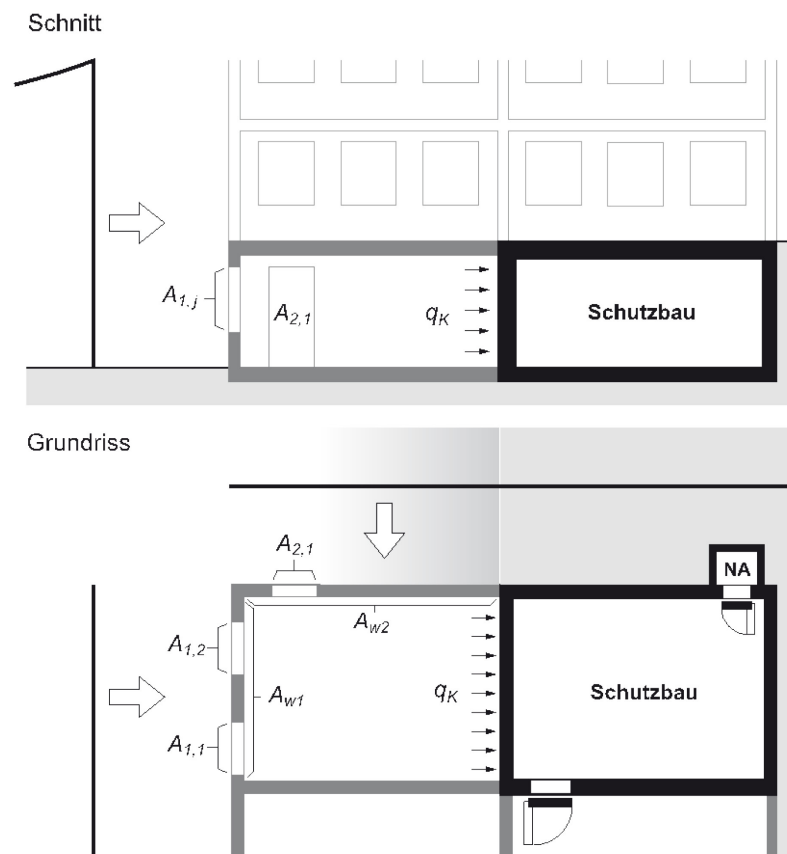 Schnitt
A1,j
A2,1
qK
Schutzbau
Grundriss
A2,1
NA
Aw2
A1,2
Aw1
qK
Schutzbau
A1,1